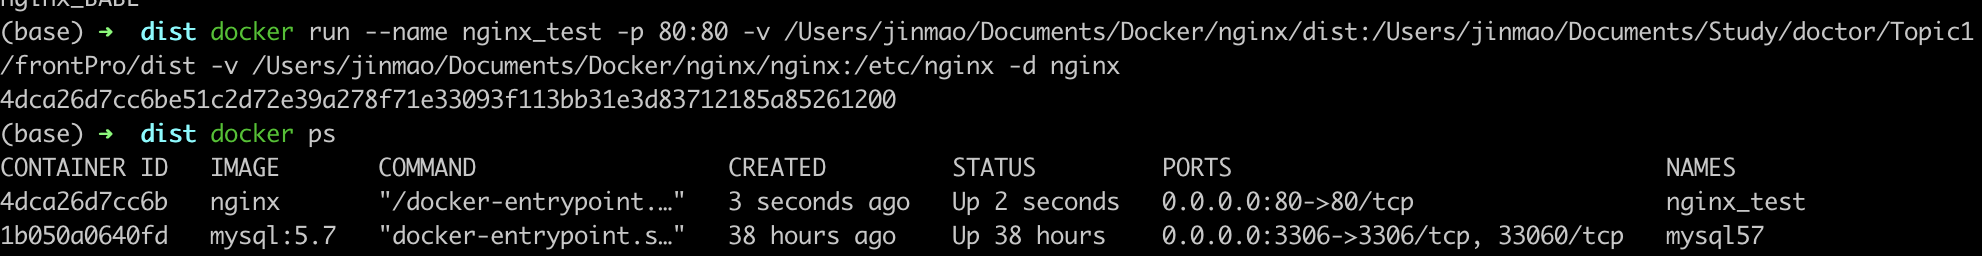 nginx_BABE
(base) ➜  dist docker run --name nginx_test -p 80:80 -v /Users/jinmao/Documents/Docker/nginx/dist:/Users/jinmao/Documents/Study/doctor/Topic1
/frontPro/dist -v /Users/jinmao/Documents/Docker/nginx/nginx:/etc/nginx -d nginx
4dca26d7cc6be51c2d72e39a278f71e33093f113bb31e3d83712185a85261200
(base) ➜  dist docker ps
CONTAINER ID   IMAGE       COMMAND                  CREATED         STATUS         PORTS                               NAMES
4dca26d7cc6b   nginx       "/docker-entrypoint.…"   3 seconds ago   Up 2 seconds   0.0.0.0:80->80/tcp                  nginx_test
1b050a0640fd   mysql:5.7   "docker-entrypoint.s…"   38 hours ago    Up 38 hours    0.0.0.0:3306->3306/tcp, 33060/tcp   mysql57